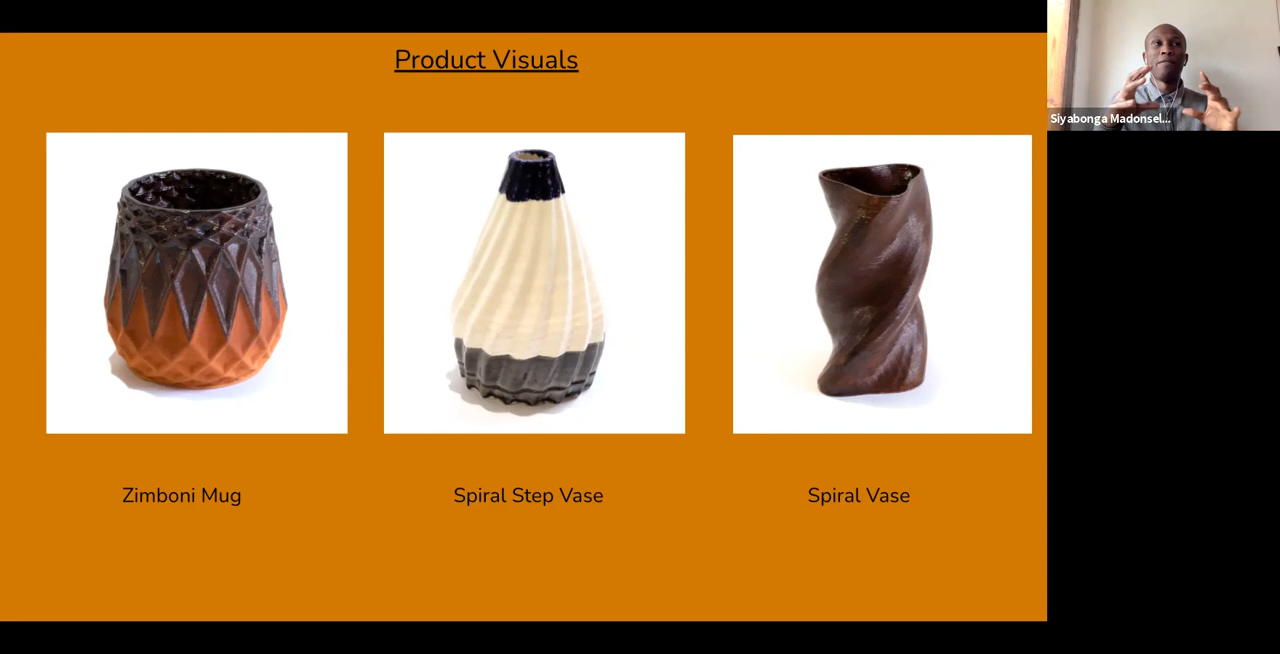 Product Visuals
Siyabonga Madonsel...
Zimboni Mug
Spiral Step Vase
Spiral Vase